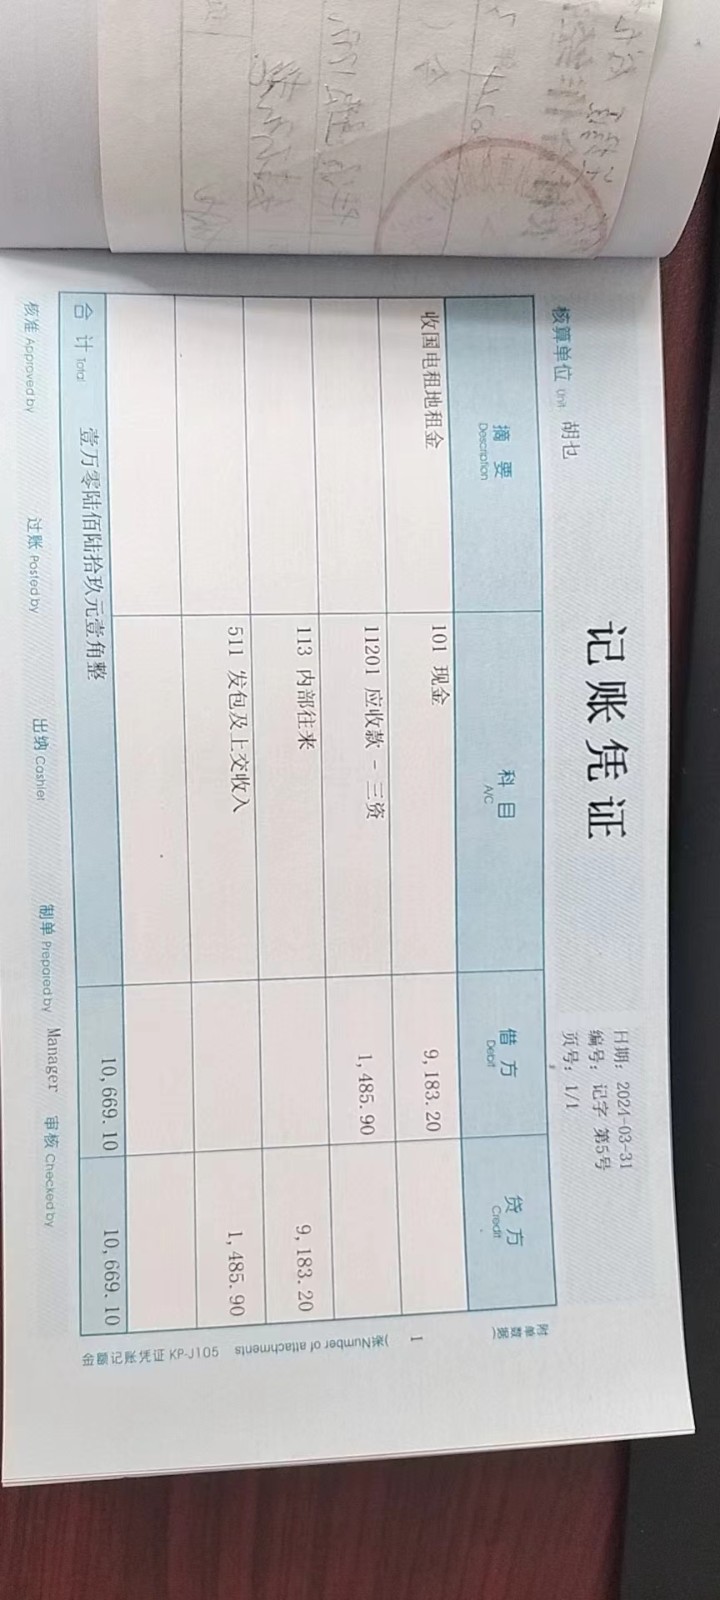 记账凭证
日期：2024-03-31
编号：记字 第5号
页号：1/1
核算单位 Unit 胡乜
摘要 Description 科目 A/C 借方 Debit 贷方 Credit
收国电租地租金 101 现金 9,183.20
11201 应收款 - 三资 1,485.90
113 内部往来 9,183.20
511 发包及上交收入 1,485.90
合计 Total 壹万零陆佰陆拾玖元壹角整 10,669.10 10,669.10
核准 Approved by 过账 Posted by 出纳 Cashier 制单 Prepared by Manager 审核 Checked by
附单数据(
1
张(Number of attachments
金额记账凭证 KP-J105